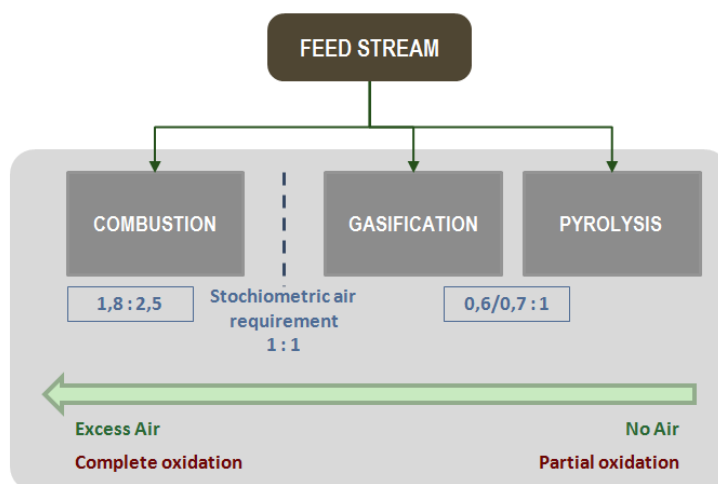 FEED STREAM
COMBUSTION
GASIFICATION
PYROLYSIS
1,8 : 2,5
Stochiometric air
requirement
1 : 1
0,6/0,7 : 1
Excess Air
No Air
Complete oxidation
Partial oxidation